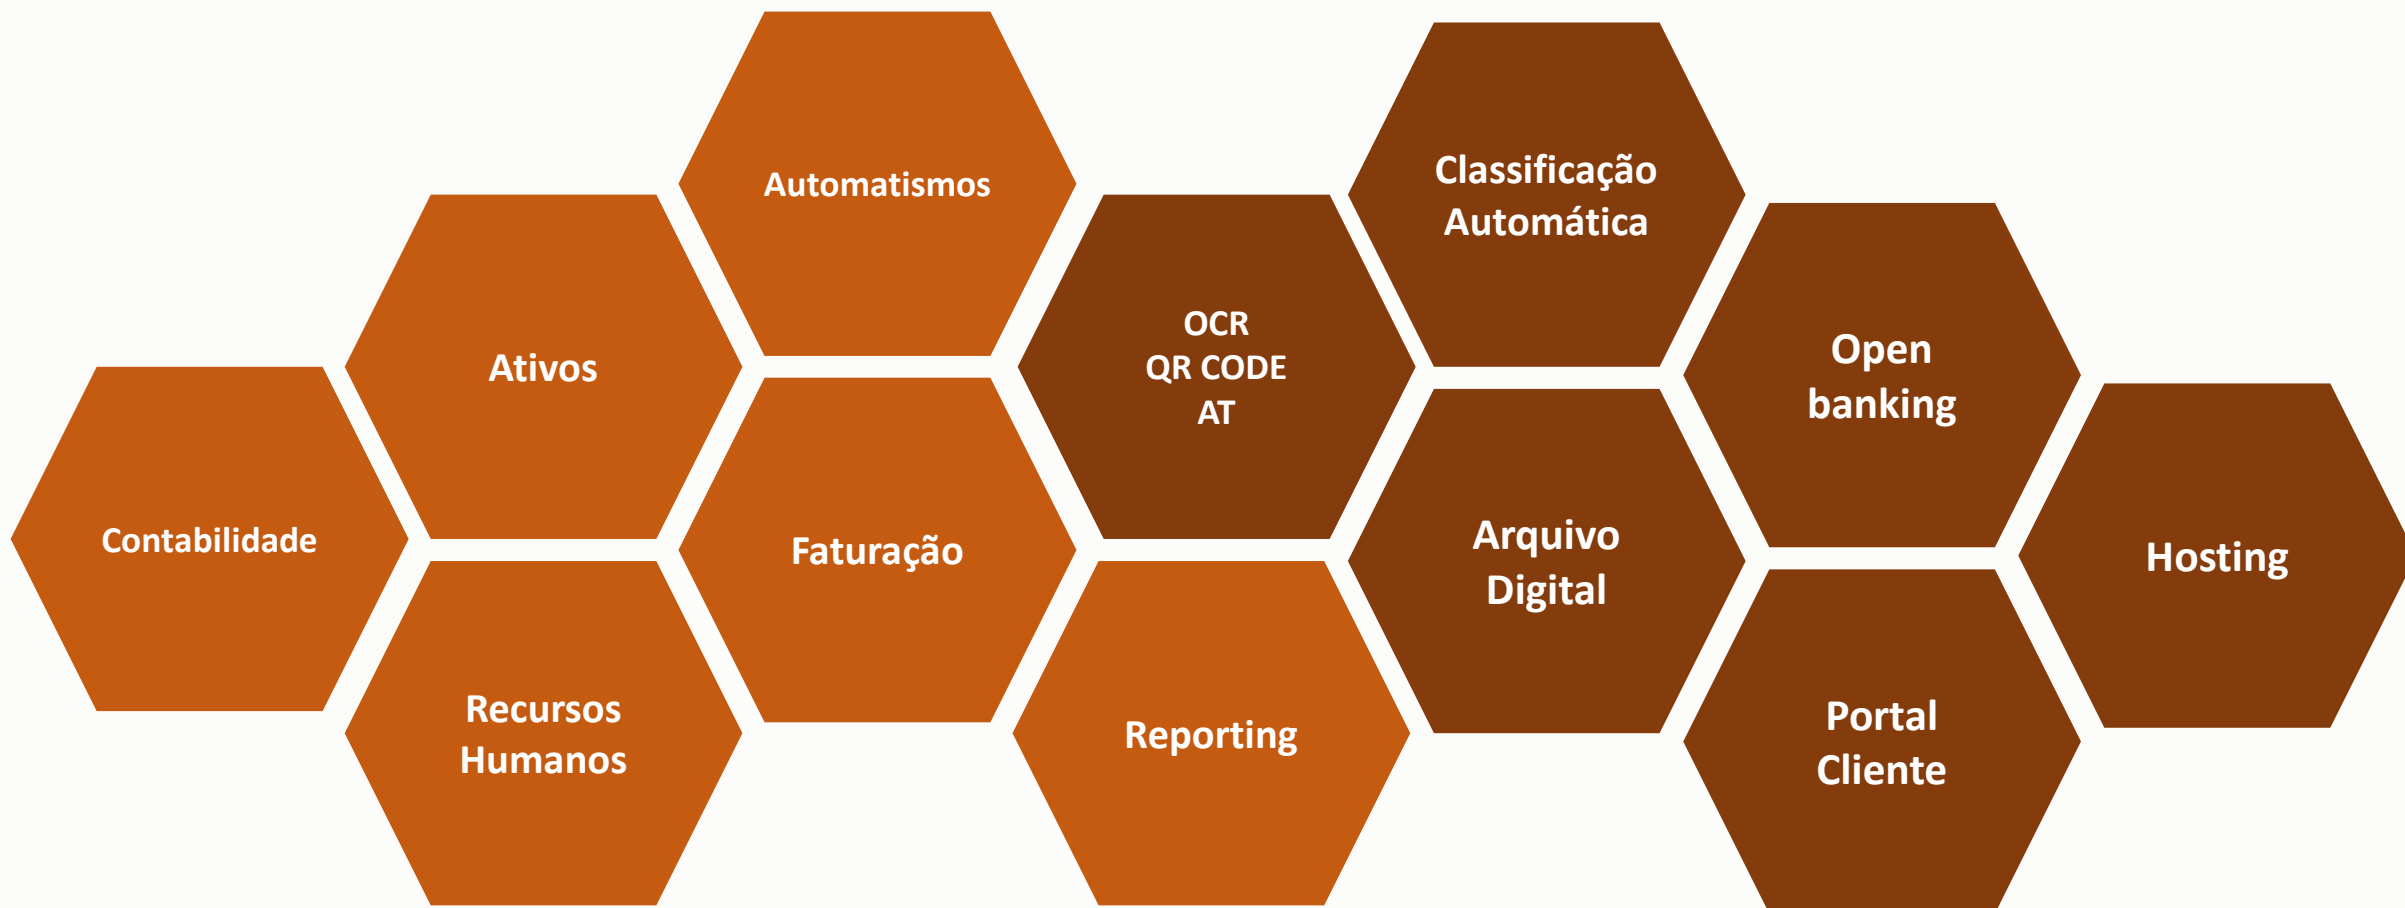 Automatismos
Classificação
Automática
Ativos
OCR
QR CODE
AT
Open
banking
Contabilidade
Faturação
Arquivo
Digital
Hosting
Recursos
Humanos
Reporting
Portal
Cliente